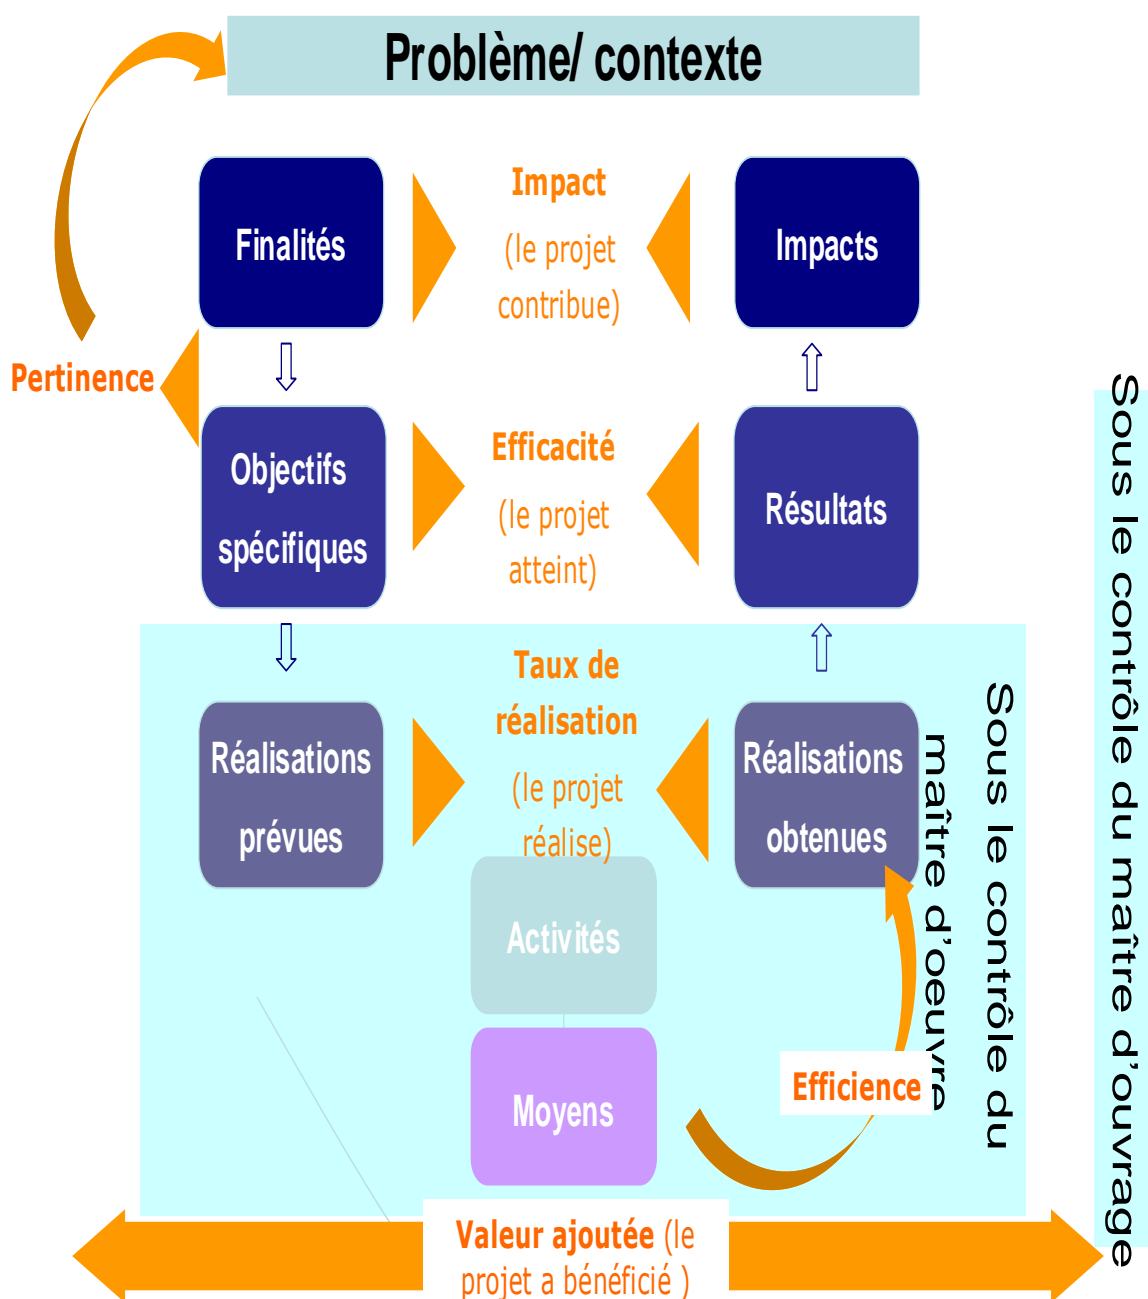 Problème/ contexte
Finalités
Impact
(le projet
contribue)
Impacts
Pertinence
Objectifs
spécifiques
Efficacité
(le projet
atteint)
Résultats
Réalisations
prévues
Taux de
réalisation
(le projet
réalise)
Réalisations
obtenues
Activités
Moyens
Efficience
Sous le contrôle du
maître d'oeuvre
Sous le contrôle du maître d'ouvrage
Valeur ajoutée (le
projet a bénéficié )